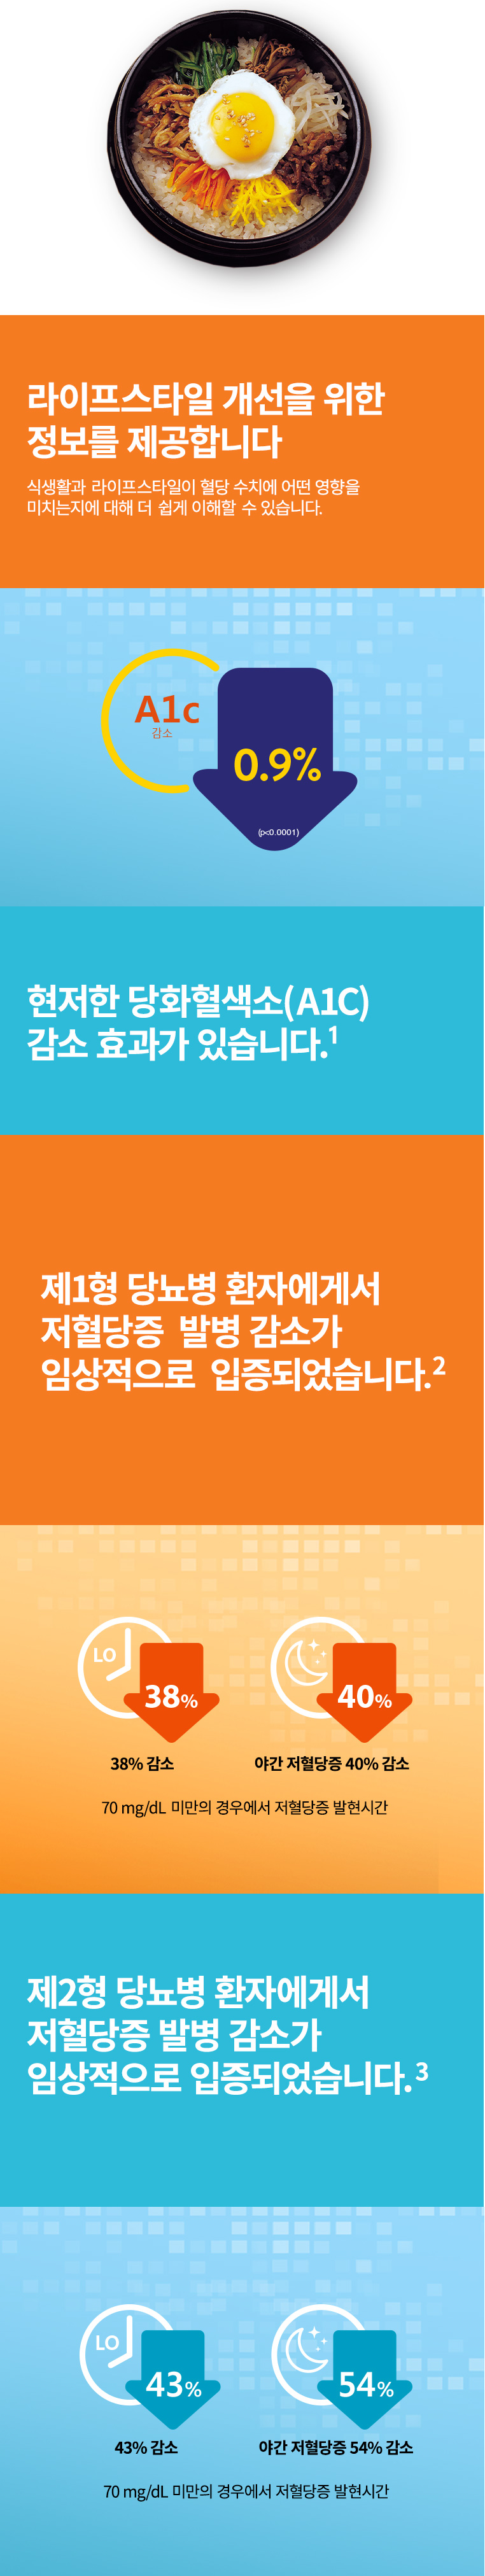 라이프스타일 개선을 위한
정보를 제공합니다
식생활과 라이프스타일이 혈당 수치에 어떤 영향을
미치는지에 대해 더 쉽게 이해할 수 있습니다.
A1c
감소
0.9%
(p<0.0001)
현저한 당화혈색소(A1C)
감소 효과가 있습니다.1
제1형 당뇨병 환자에게서
저혈당증 발병 감소가
임상적으로 입증되었습니다.2
LO
38%
40%
38% 감소
야간 저혈당증 40% 감소
70 mg/dL 미만의 경우에서 저혈당증 발현시간
제2형 당뇨병 환자에게서
저혈당증 발병 감소가
임상적으로 입증되었습니다.3
LO
43%
54%
43% 감소
야간 저혈당증 54% 감소
70 mg/dL 미만의 경우에서 저혈당증 발현시간